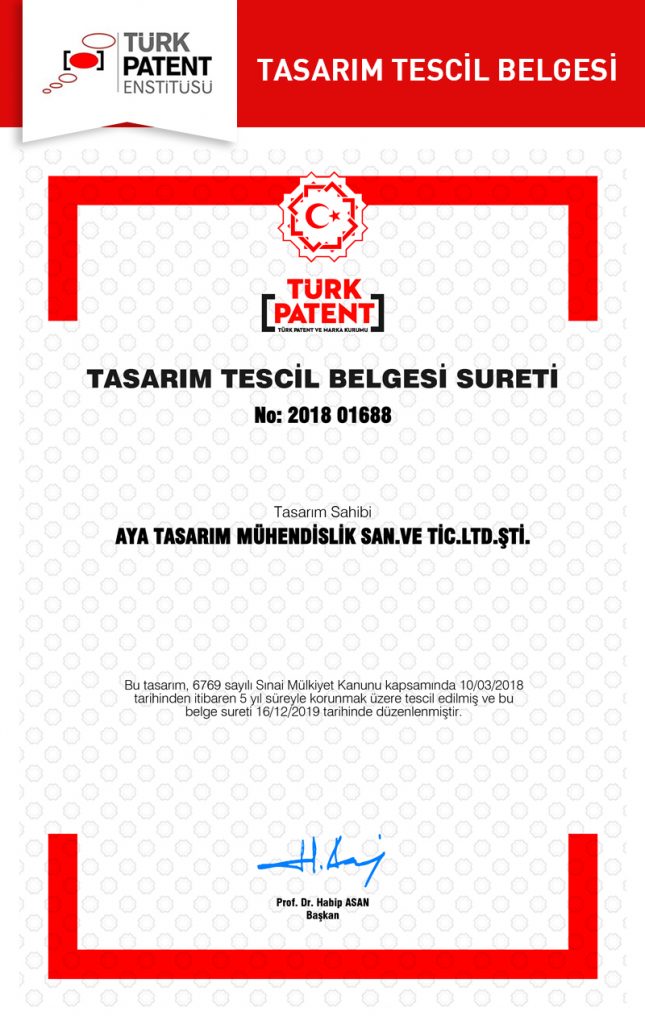 TÜRK
PATENT
ENSTİTÜSÜ
TASARIM TESCİL BELGESİ
TÜRK
PATENT
TÜRK PATENT VE MARKA KURUMU
TASARIM TESCİL BELGESİ SURETİ
No: 2018 01688
Tasarım Sahibi
AYA TASARIM MÜHENDİSLİK SAN.VE TİC.LTD.ŞTİ.
Bu tasarım, 6769 sayılı Sınai Mülkiyet Kanunu kapsamında 10/03/2018
tarihinden itibaren 5 yıl süreyle korunmak üzere tescil edilmiş ve bu
belge sureti 16/12/2019 tarihinde düzenlenmiştir.
Prof. Dr. Habip ASAN
Başkan